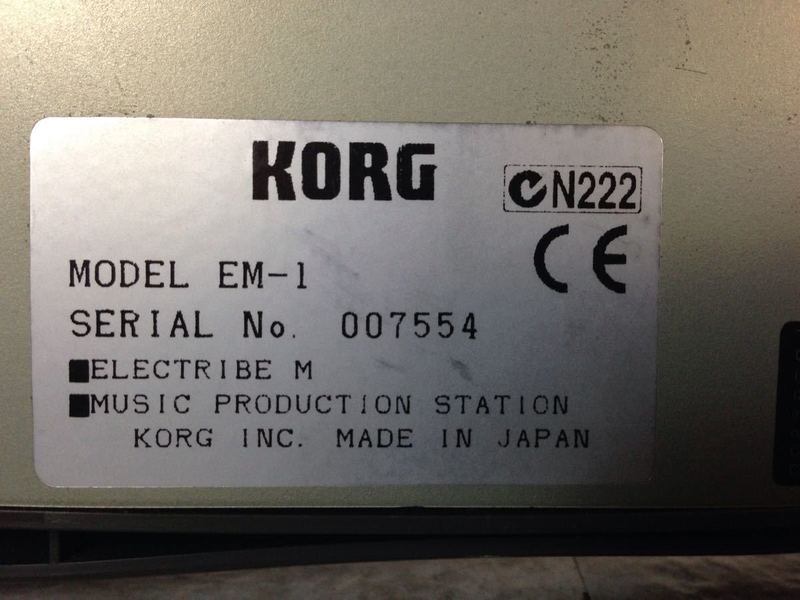 KORG
N222
CE
MODEL EM-1
SERIAL No. 007554
■ELECTRIBE M
■MUSIC PRODUCTION STATION
KORG INC. MADE IN JAPAN